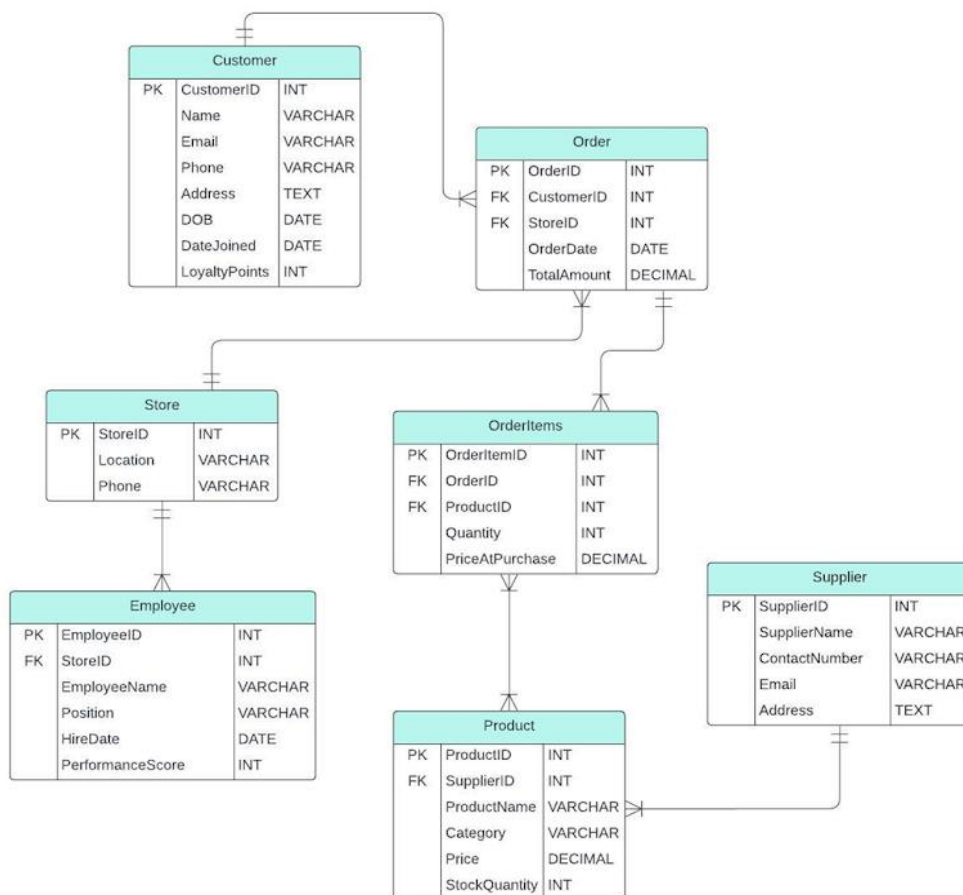 Customer
PK CustomerID INT
Name VARCHAR
Email VARCHAR
Phone VARCHAR
Address TEXT
DOB DATE
DateJoined DATE
LoyaltyPoints INT
Order
PK OrderID INT
FK CustomerID INT
FK StoreID INT
OrderDate DATE
TotalAmount DECIMAL
Store
PK StoreID INT
Location VARCHAR
Phone VARCHAR
OrderItems
PK OrderItemID INT
FK OrderID INT
FK ProductID INT
Quantity INT
PriceAtPurchase DECIMAL
Employee
PK EmployeeID INT
FK StoreID INT
EmployeeName VARCHAR
Position VARCHAR
HireDate DATE
PerformanceScore INT
Supplier
PK SupplierID INT
SupplierName VARCHAR
ContactNumber VARCHAR
Email VARCHAR
Address TEXT
Product
PK ProductID INT
FK SupplierID INT
ProductName VARCHAR
Category VARCHAR
Price DECIMAL
StockQuantity INT